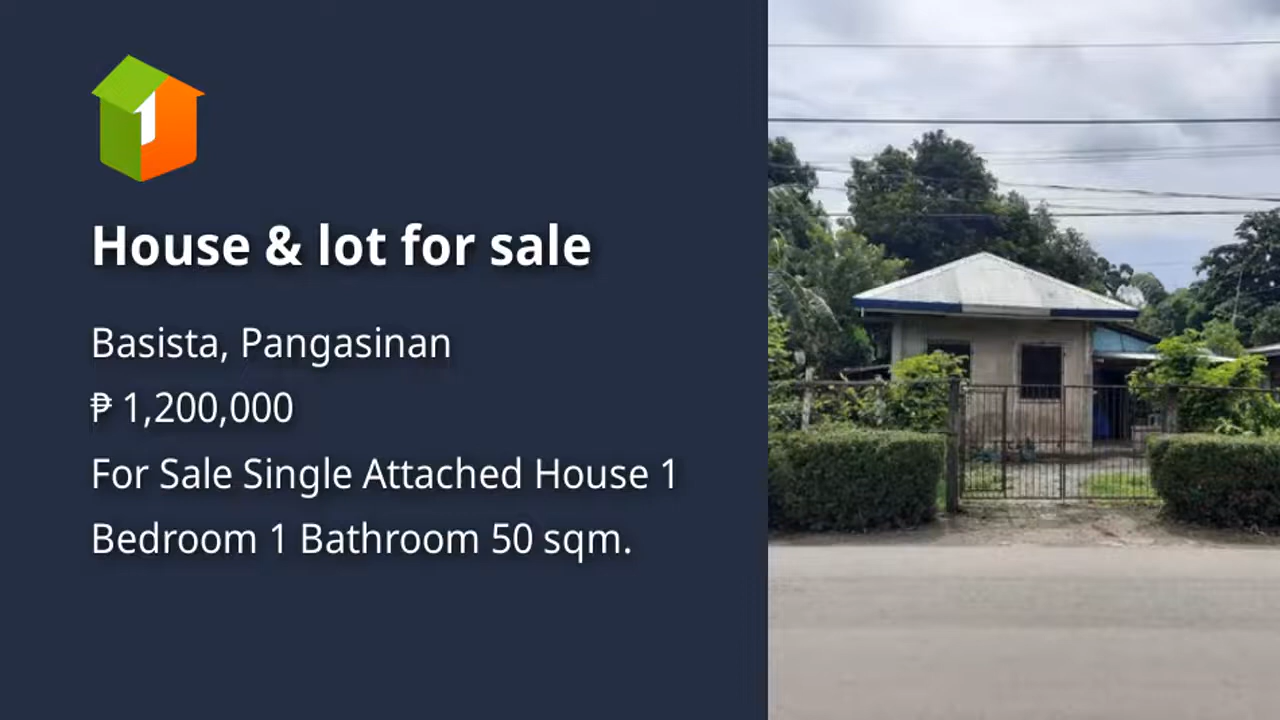 House & lot for sale
Basista, Pangasinan
₱ 1,200,000
For Sale Single Attached House 1
Bedroom 1 Bathroom 50 sqm.